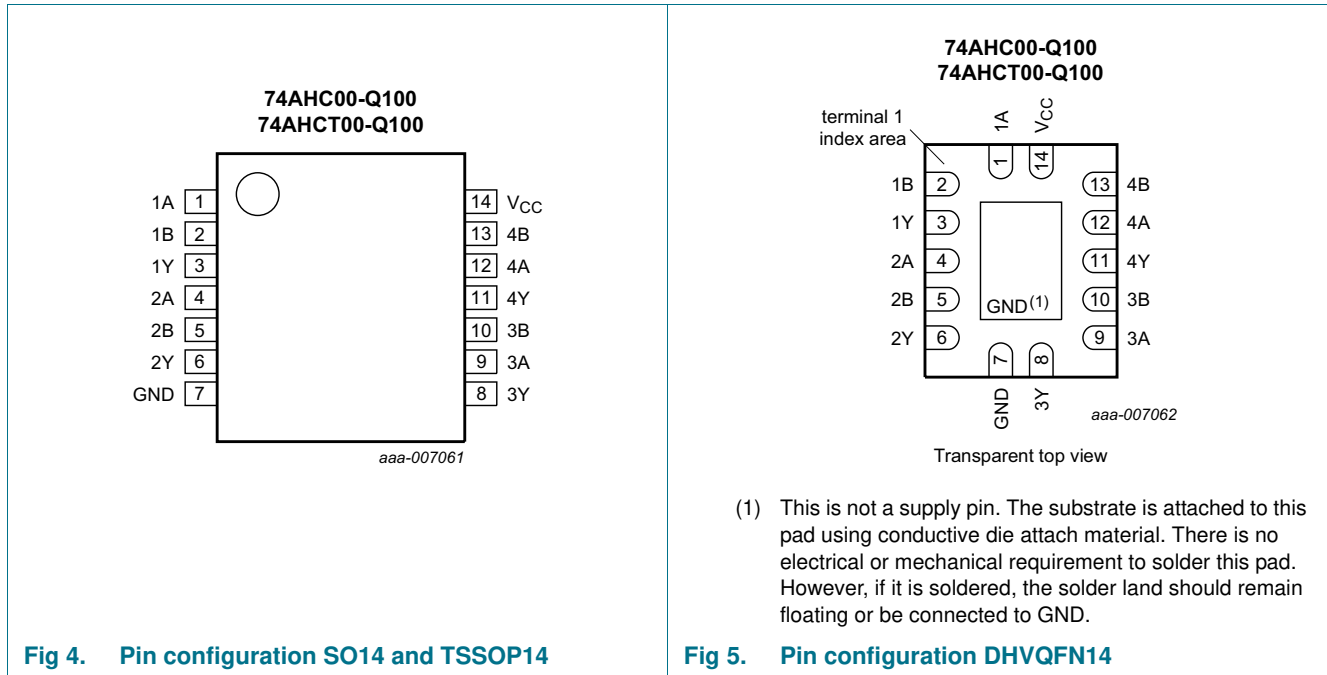 74AHC00-Q100
74AHCT00-Q100
1A 1
1B 2
1Y 3
2A 4
2B 5
2Y 6
GND 7
14 VCC
13 4B
12 4A
11 4Y
10 3B
9 3A
8 3Y
aaa-007061
Fig 4. Pin configuration SO14 and TSSOP14
74AHC00-Q100
74AHCT00-Q100
terminal 1
index area
1A
VCC
1
14
1B 2
1Y 3
2A 4
2B 5
2Y 6
13 4B
12 4A
11 4Y
10 3B
9 3A
GND(1)
7
8
GND
3Y
aaa-007062
Transparent top view
(1) This is not a supply pin. The substrate is attached to this
pad using conductive die attach material. There is no
electrical or mechanical requirement to solder this pad.
However, if it is soldered, the solder land should remain
floating or be connected to GND.
Fig 5. Pin configuration DHVQFN14